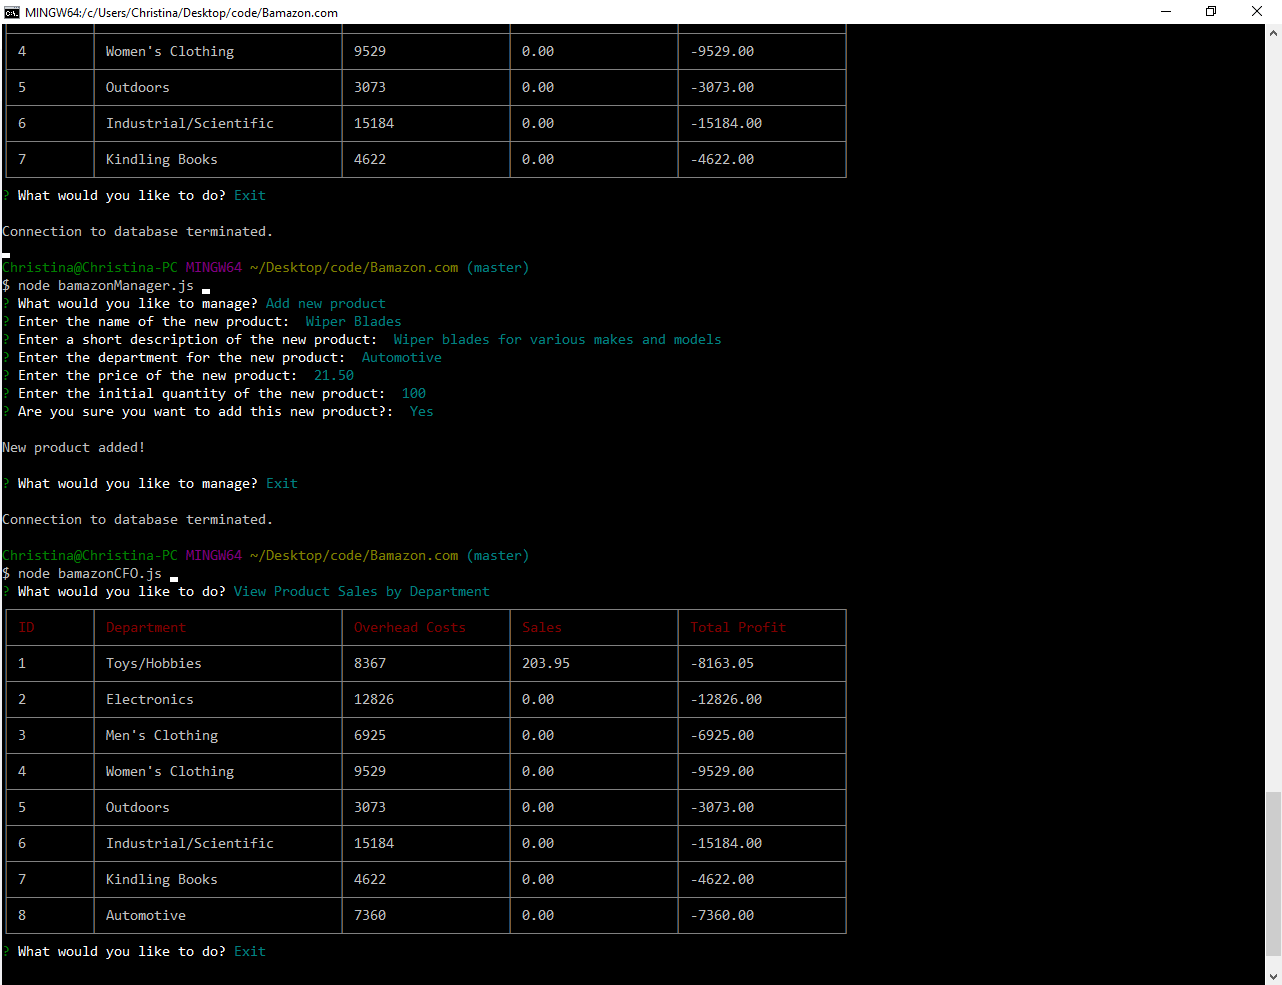 MINGW64:/c/Users/Christina/Desktop/code/Bamazon.com
4 Women's Clothing 9529 0.00 -9529.00
5 Outdoors 3073 0.00 -3073.00
6 Industrial/Scientific 15184 0.00 -15184.00
7 Kindling Books 4622 0.00 -4622.00
? What would you like to do? Exit
Connection to database terminated.
Christina@Christina-PC MINGW64 ~/Desktop/code/Bamazon.com (master)
$ node bamazonManager.js
? What would you like to manage? Add new product
? Enter the name of the new product:  Wiper Blades
? Enter a short description of the new product:  Wiper blades for various makes and models
? Enter the department for the new product:  Automotive
? Enter the price of the new product:  21.50
? Enter the initial quantity of the new product:  100
? Are you sure you want to add this new product?:  Yes
New product added!
? What would you like to manage? Exit
Connection to database terminated.
Christina@Christina-PC MINGW64 ~/Desktop/code/Bamazon.com (master)
$ node bamazonCFO.js
? What would you like to do? View Product Sales by Department
ID Department Overhead Costs Sales Total Profit
1 Toys/Hobbies 8367 203.95 -8163.05
2 Electronics 12826 0.00 -12826.00
3 Men's Clothing 6925 0.00 -6925.00
4 Women's Clothing 9529 0.00 -9529.00
5 Outdoors 3073 0.00 -3073.00
6 Industrial/Scientific 15184 0.00 -15184.00
7 Kindling Books 4622 0.00 -4622.00
8 Automotive 7360 0.00 -7360.00
? What would you like to do? Exit